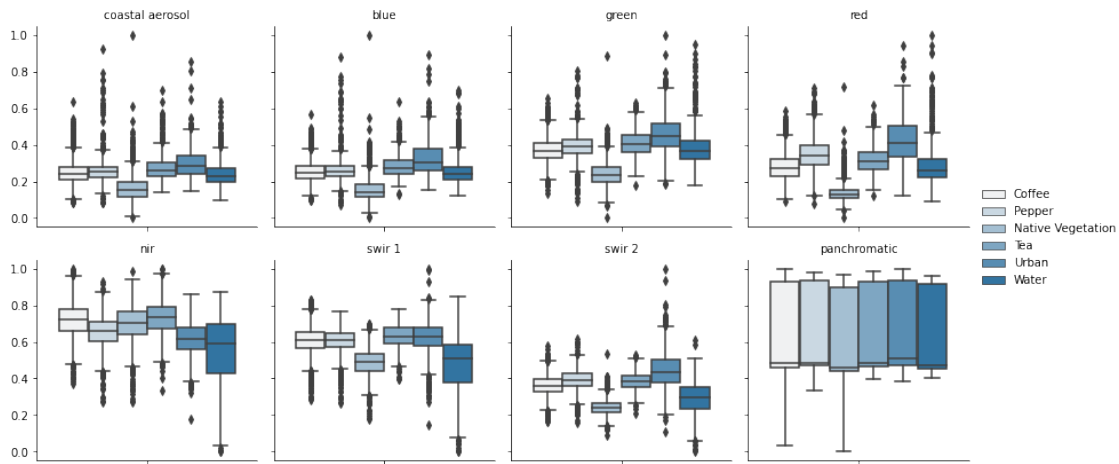 coastal aerosol
blue
green
red
1.0
0.8
0.6
0.4
0.2
0.0
nir
swir 1
swir 2
panchromatic
1.0
0.8
0.6
0.4
0.2
0.0
Coffee
Pepper
Native Vegetation
Tea
Urban
Water